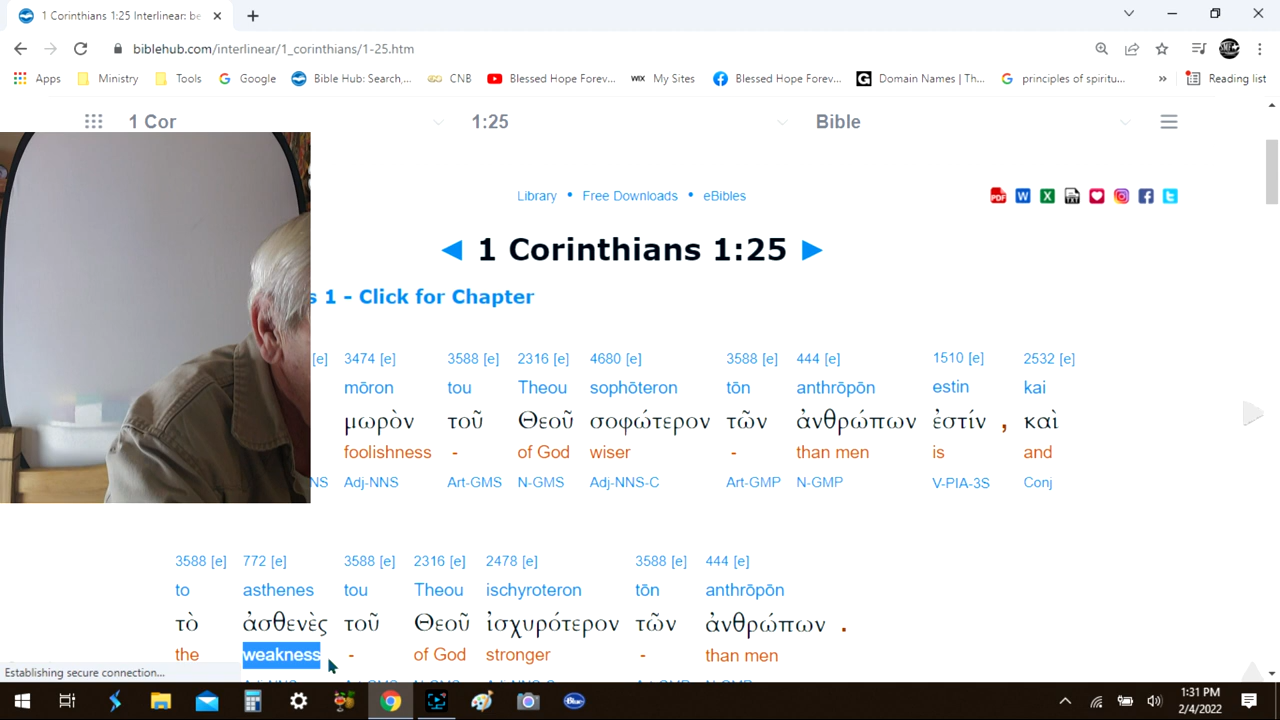 1 Corinthians 1:25 Interlinear: be
biblehub.com/interlinear/1_corinthians/1-25.htm
Apps Ministry Tools Google Bible Hub: Search,... CNB Blessed Hope Forev... WIX My Sites Blessed Hope Forev... Domain Names | Th... principles of spiritu... » Reading list
1 Cor 1:25 Bible
Library • Free Downloads • eBibles
◄ 1 Corinthians 1:25 ►
s 1 - Click for Chapter
[e] 3474 [e] 3588 [e] 2316 [e] 4680 [e] 3588 [e] 444 [e] 1510 [e] 2532 [e]
mōron tou Theou sophōteron tōn anthrōpōn estin kai
μωρὸν τοῦ Θεοῦ σοφώτερον τῶν ἀνθρώπων ἐστίν , καὶ
foolishness - of God wiser - than men is and
NS Adj-NNS Art-GMS N-GMS Adj-NNS-C Art-GMP N-GMP V-PIA-3S Conj
3588 [e] 772 [e] 3588 [e] 2316 [e] 2478 [e] 3588 [e] 444 [e]
to asthenes tou Theou ischyroteron tōn anthrōpōn
τὸ ἀσθενὲς τοῦ Θεοῦ ἰσχυρότερον τῶν ἀνθρώπων .
the weakness - of God stronger - than men
Establishing secure connection...
1:31 PM
2/4/2022